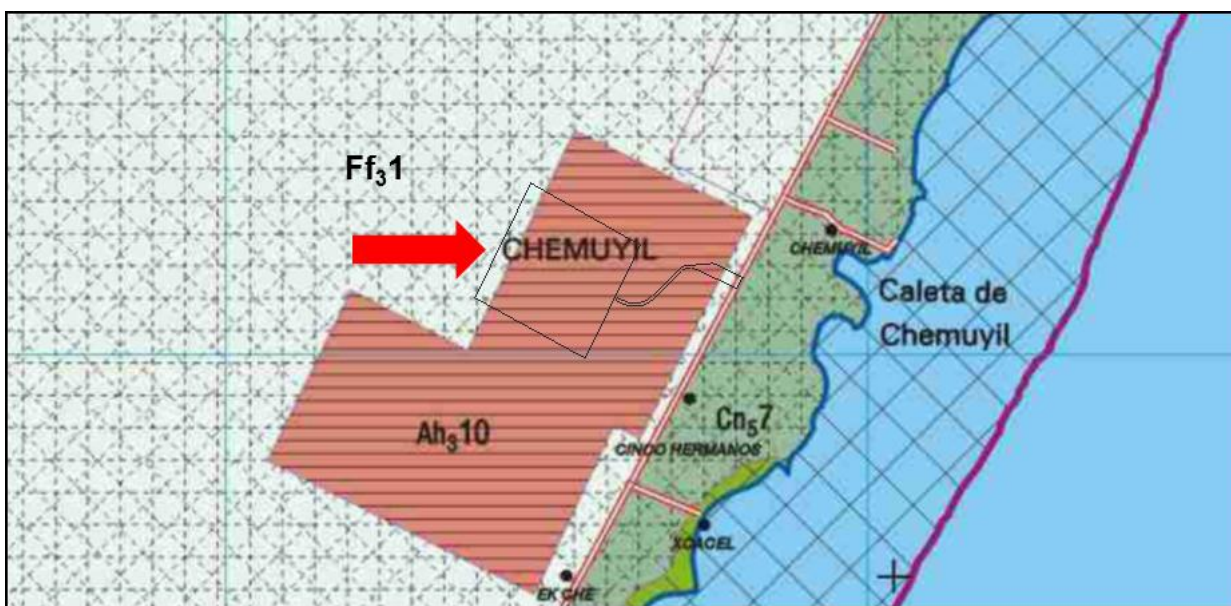 Ff₃1
CHEMUYIL
CHEMUYIL
Caleta de
Chemuyil
Ah₃10
Cn₅7
CINCO HERMANOS
XCACEL
EK CHE